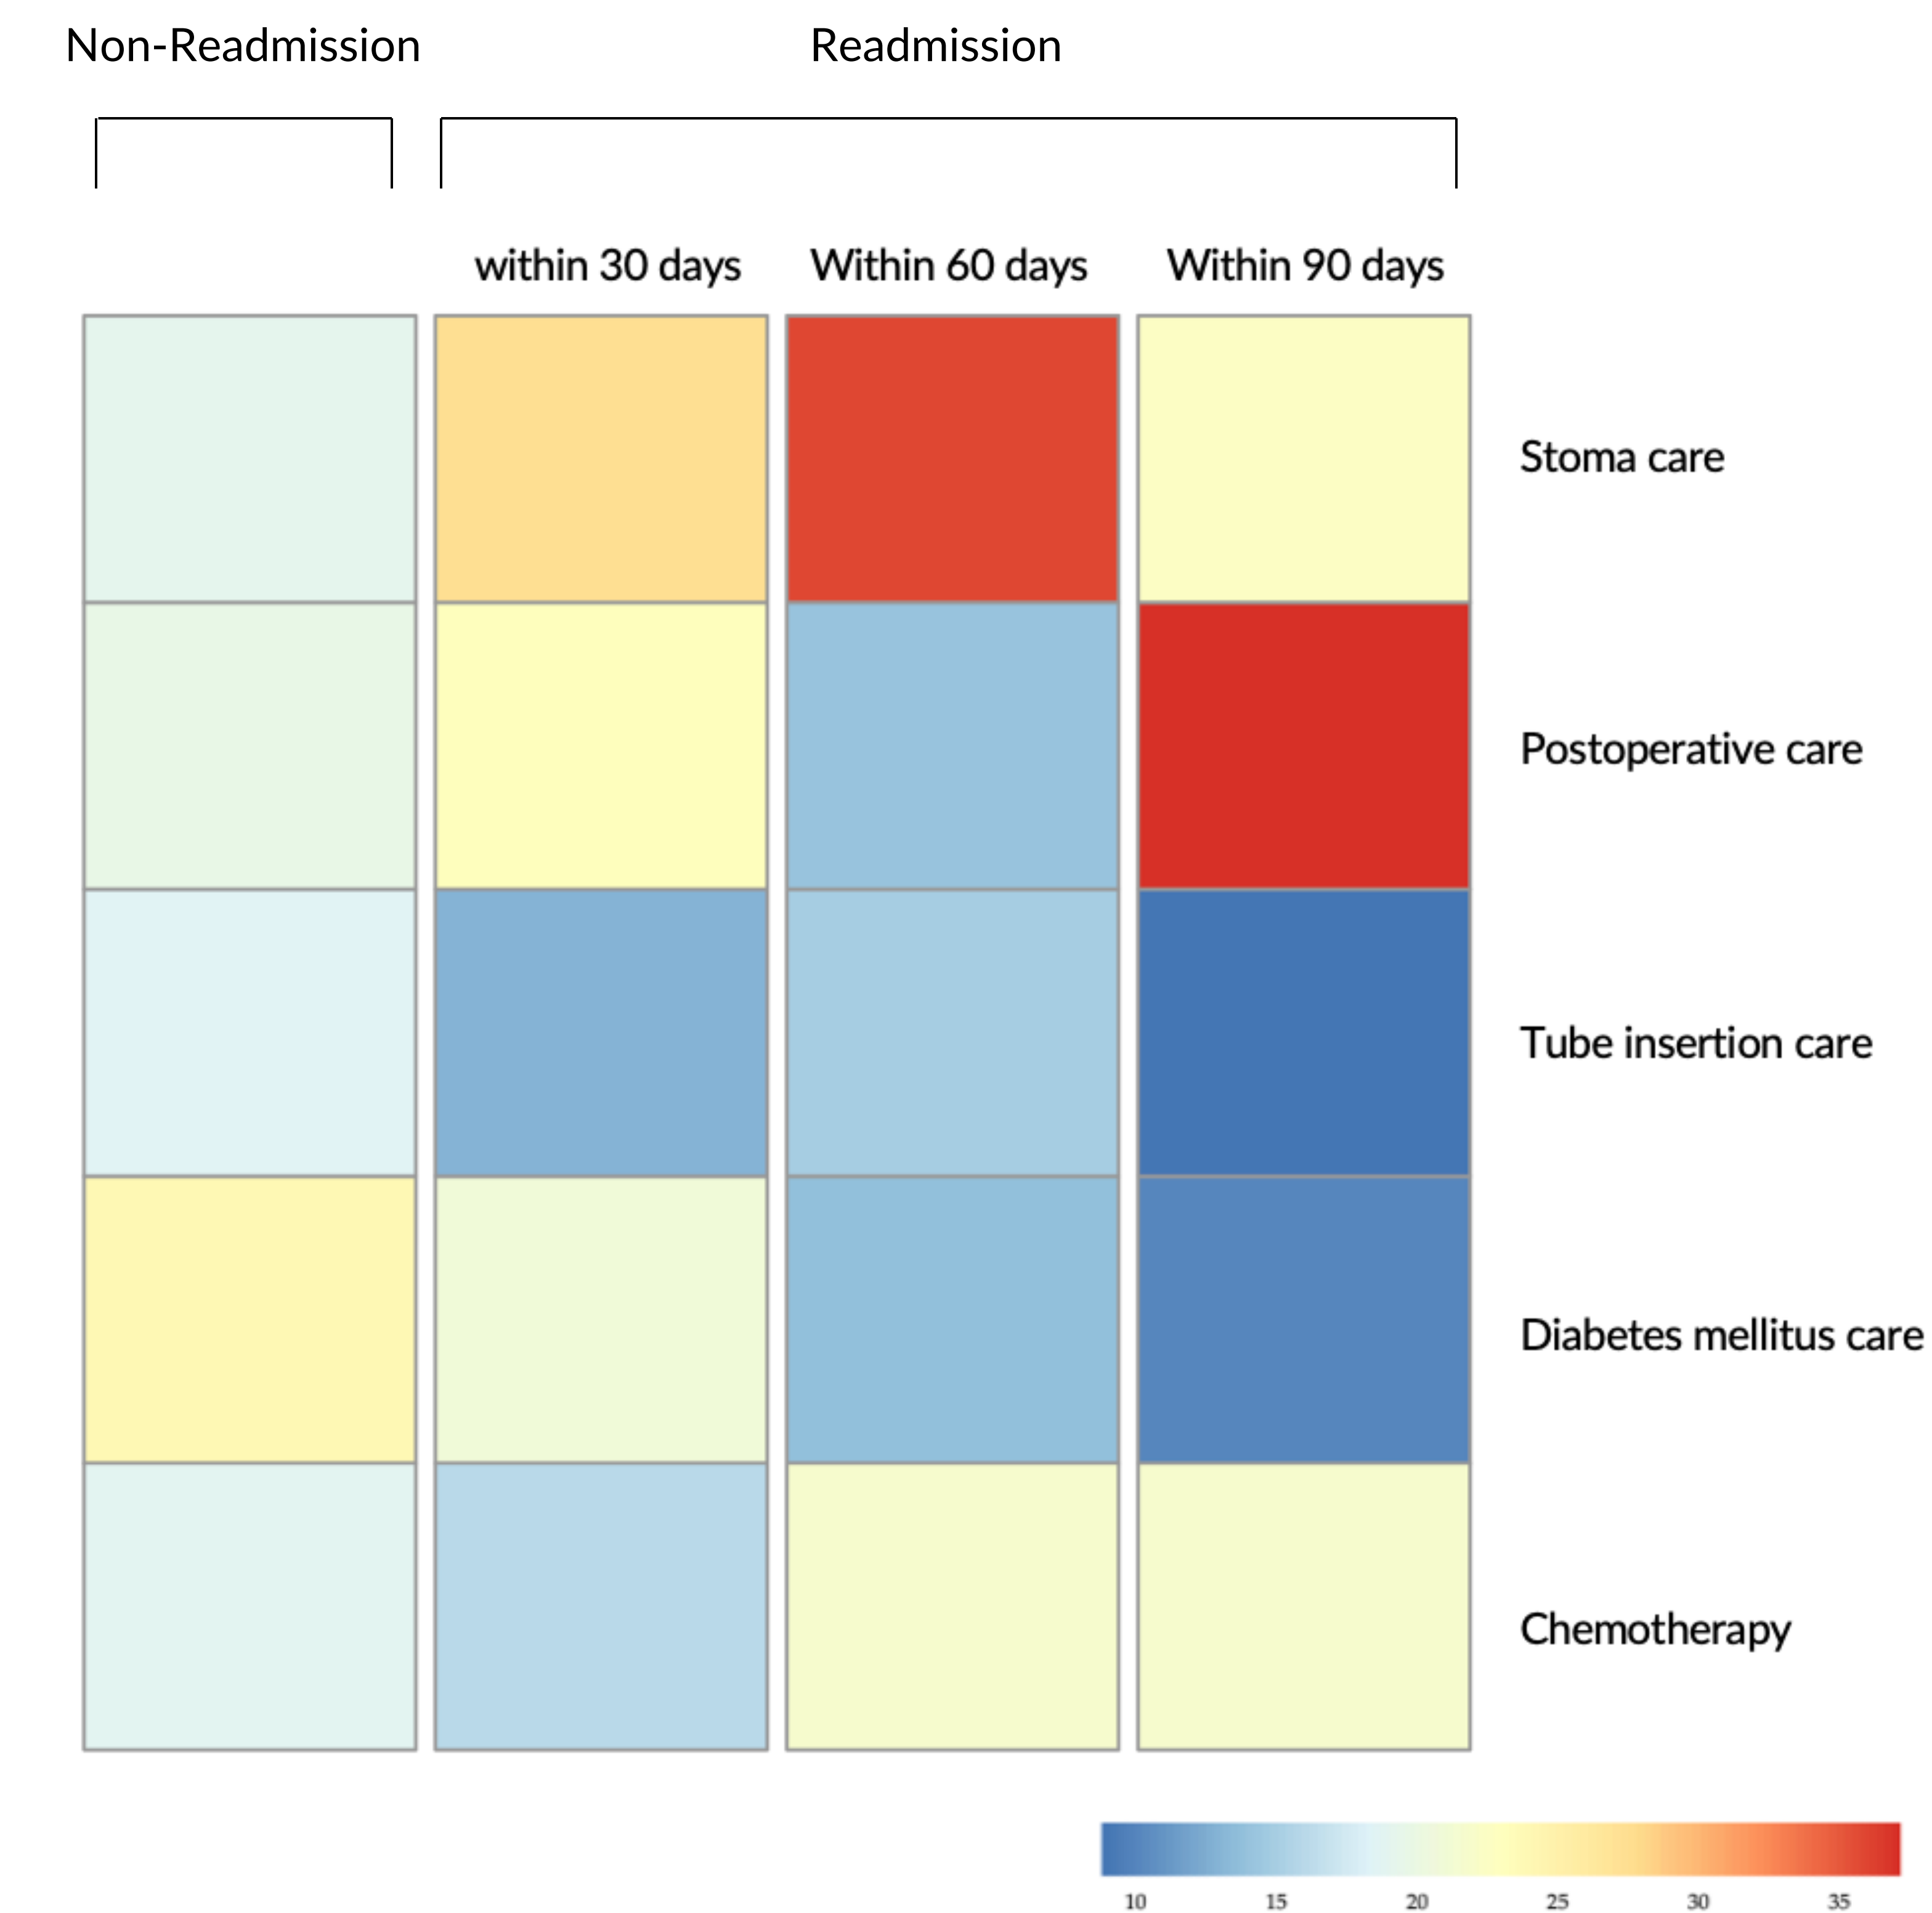 Non-Readmission
Readmission
within 30 days
Within 60 days
Within 90 days
Stoma care
Postoperative care
Tube insertion care
Diabetes mellitus care
Chemotherapy
10 15 20 25 30 35